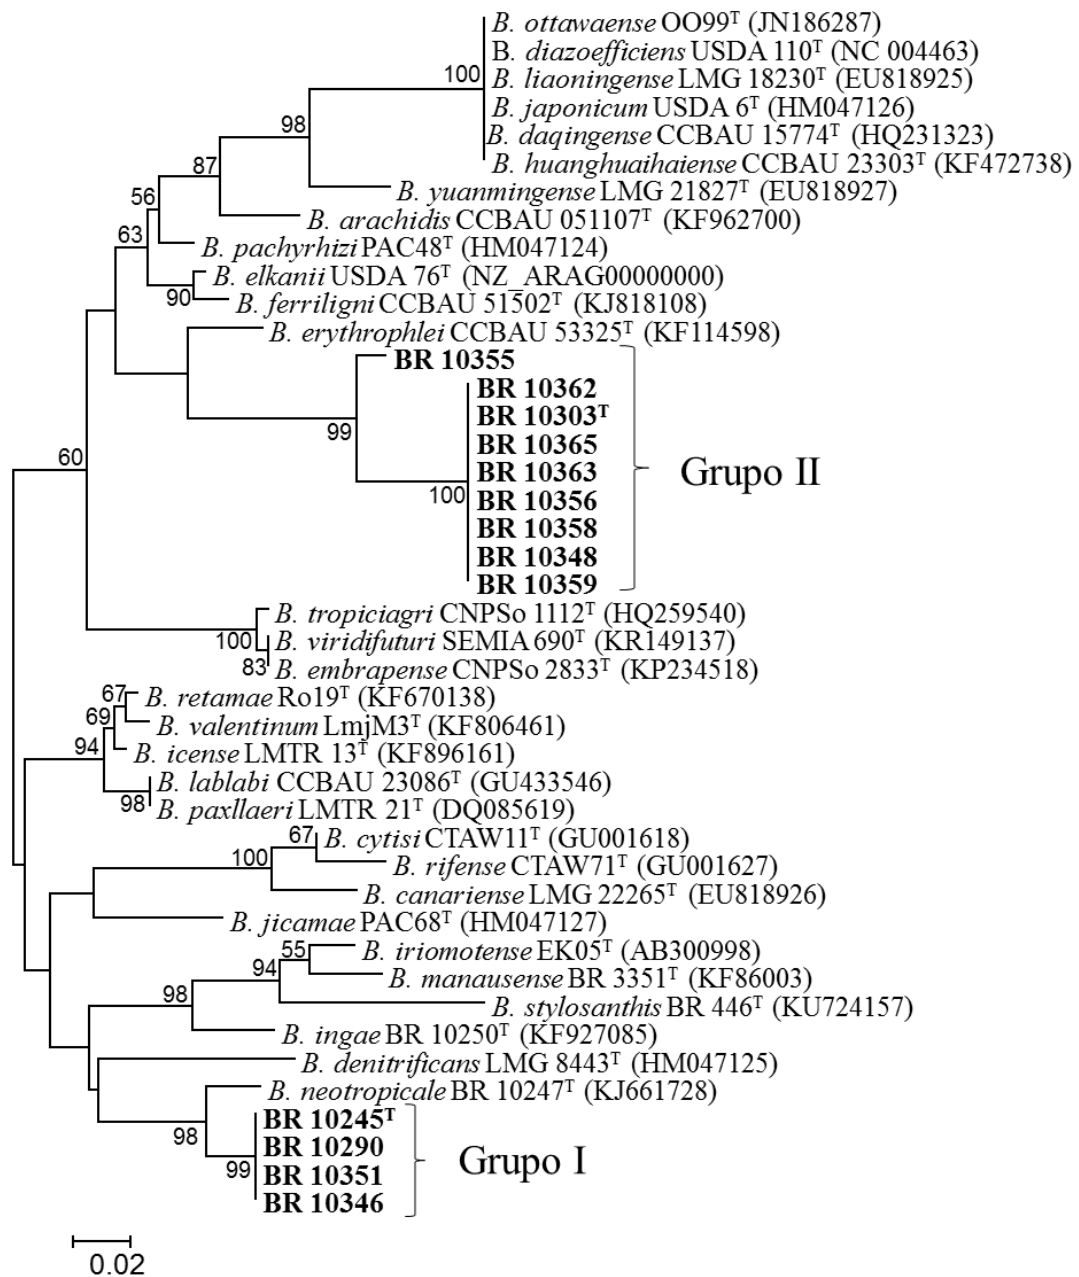 B. ottawaense OO99ᵀ (JN186287)
B. diazoefficiens USDA 110ᵀ (NC 004463)
100
B. liaoningense LMG 18230ᵀ (EU818925)
B. japonicum USDA 6ᵀ (HM047126)
98
B. daqingense CCBAU 15774ᵀ (HQ231323)
B. huanghuaihaiense CCBAU 23303ᵀ (KF472738)
87
B. yuanmingense LMG 21827ᵀ (EU818927)
56
B. arachidis CCBAU 051107ᵀ (KF962700)
63
B. pachyrhizi PAC48ᵀ (HM047124)
B. elkanii USDA 76ᵀ (NZ_ARAG00000000)
90
B. ferriligni CCBAU 51502ᵀ (KJ818108)
B. erythrophlei CCBAU 53325ᵀ (KF114598)
BR 10355
BR 10362
BR 10303ᵀ
99
BR 10365
60
BR 10363
Grupo II
100
BR 10356
BR 10358
BR 10348
BR 10359
B. tropiciagri CNPSo 1112ᵀ (HQ259540)
100
B. viridifuturi SEMIA 690ᵀ (KR149137)
83
B. embrapense CNPSo 2833ᵀ (KP234518)
67
B. retamae Ro19ᵀ (KF670138)
69
B. valentinum LmjM3ᵀ (KF806461)
94
B. icense LMTR 13ᵀ (KF896161)
B. lablabi CCBAU 23086ᵀ (GU433546)
98
B. paxllaeri LMTR 21ᵀ (DQ085619)
67
B. cytisi CTAW11ᵀ (GU001618)
100
B. rifense CTAW71ᵀ (GU001627)
B. canariense LMG 22265ᵀ (EU818926)
B. jicamae PAC68ᵀ (HM047127)
55
B. iriomotense EK05ᵀ (AB300998)
94
B. manausense BR 3351ᵀ (KF86003)
98
B. stylosanthis BR 446ᵀ (KU724157)
B. ingae BR 10250ᵀ (KF927085)
B. denitrificans LMG 8443ᵀ (HM047125)
B. neotropicale BR 10247ᵀ (KJ661728)
BR 10245ᵀ
98
BR 10290
Grupo I
99
BR 10351
BR 10346
0.02